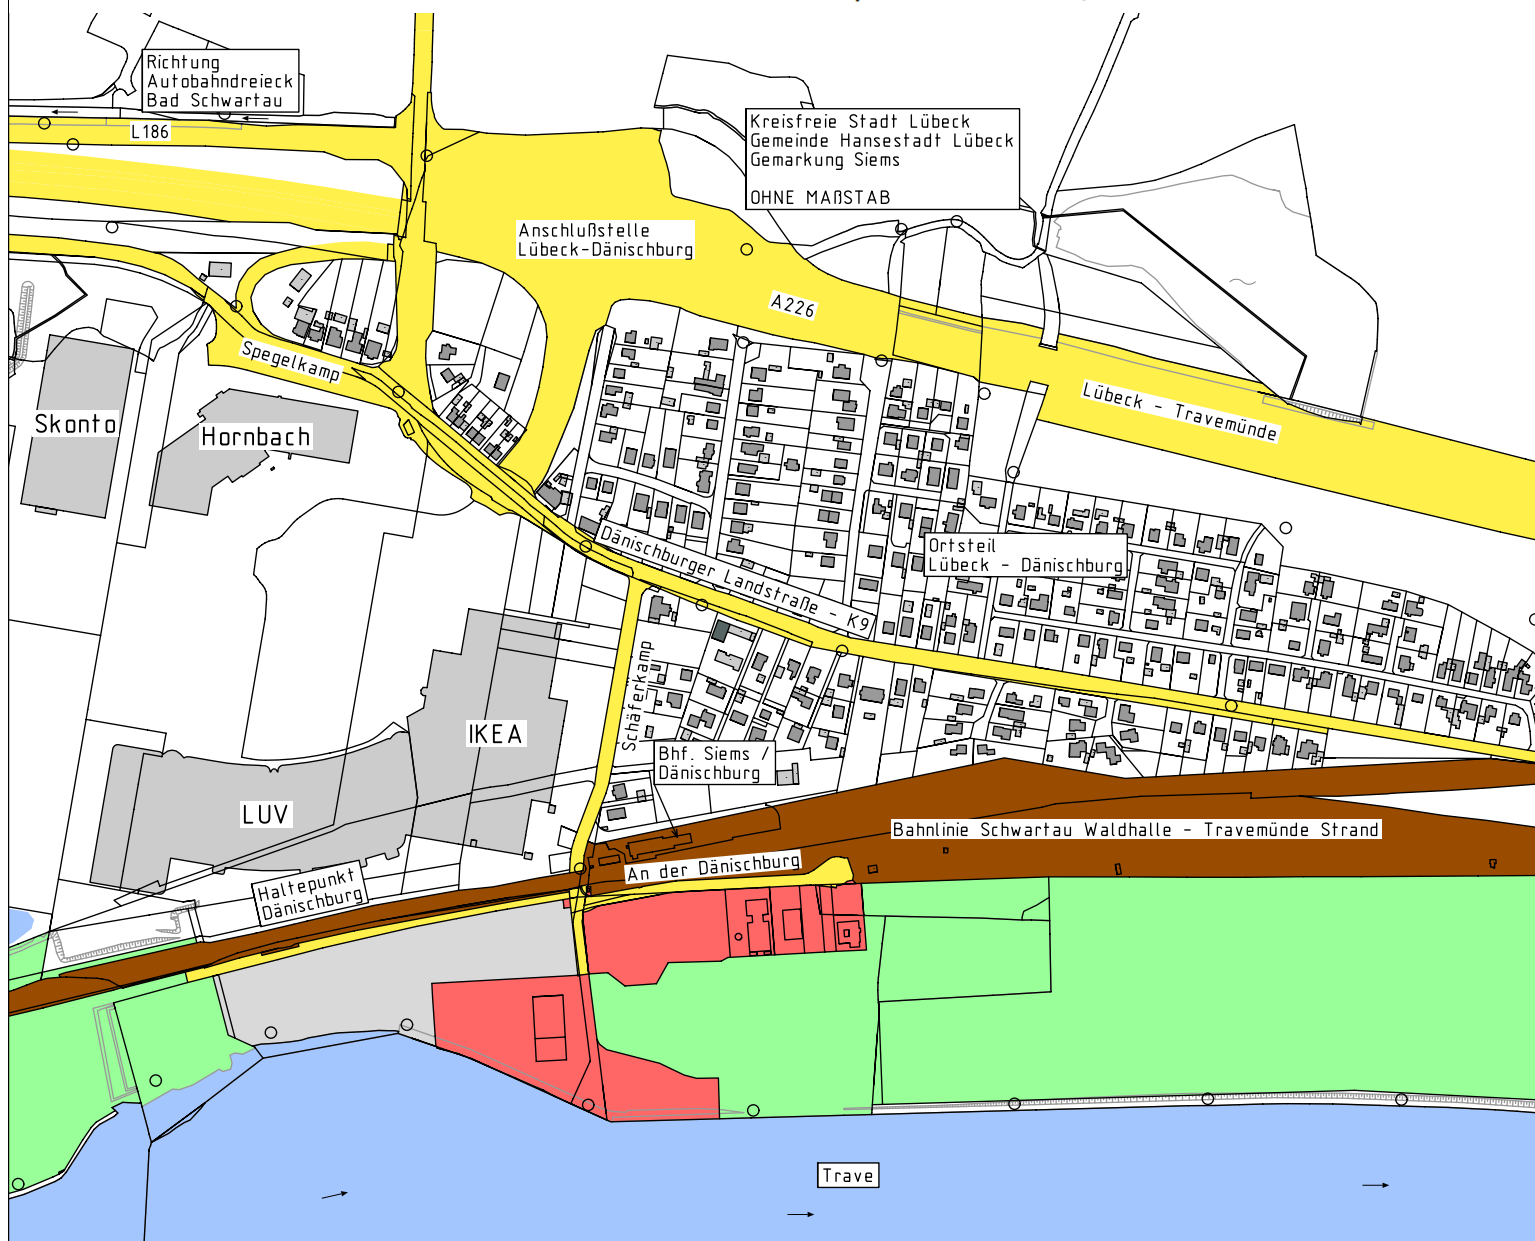 Richtung
Autobahndreieck
Bad Schwartau
L186
Kreisfreie Stadt Lübeck
Gemeinde Hansestadt Lübeck
Gemarkung Siems
OHNE MAßSTAB
Anschlußstelle
Lübeck-Dänischburg
A226
Spegelkamp
Lübeck - Travemünde
Skonto
Hornbach
Dänischburger Landstraße - K9
Ortsteil
Lübeck - Dänischburg
Schäferkamp
IKEA
Bhf. Siems /
Dänischburg
LUV
Bahnlinie Schwartau Waldhalle - Travemünde Strand
An der Dänischburg
Haltepunkt
Dänischburg
Trave